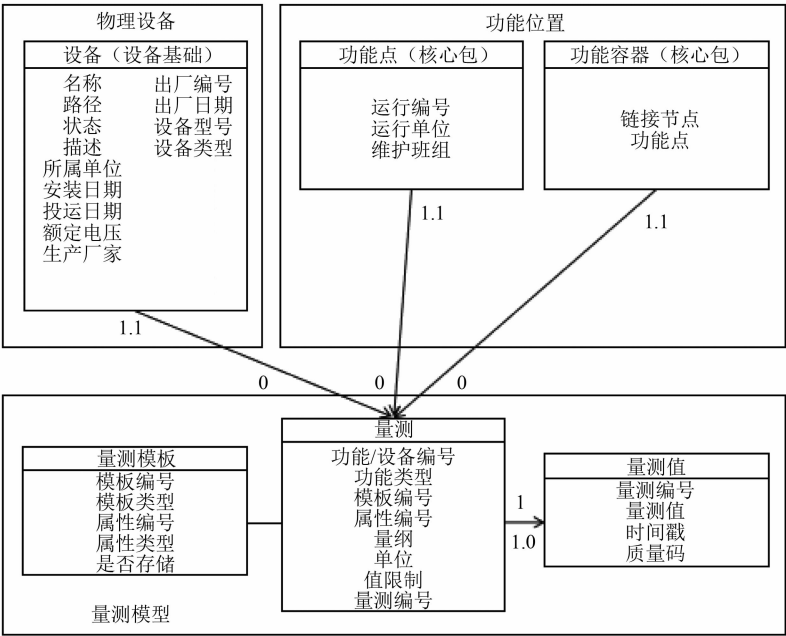 物理设备
设备（设备基础）
名称 出厂编号
路径 出厂日期
状态 设备型号
描述 设备类型
所属单位
安装日期
投运日期
额定电压
生产厂家
功能位置
功能点（核心包）
运行编号
运行单位
维护班组
功能容器（核心包）
链接节点
功能点
1.1
1.1
1.1
0
0
0
量测模板
模板编号
模板类型
属性编号
属性类型
是否存储
量测
功能/设备编号
功能类型
模板编号
属性编号
量纲
单位
值限制
量测编号
1
1.0
量测值
量测编号
量测值
时间戳
质量码
量测模型